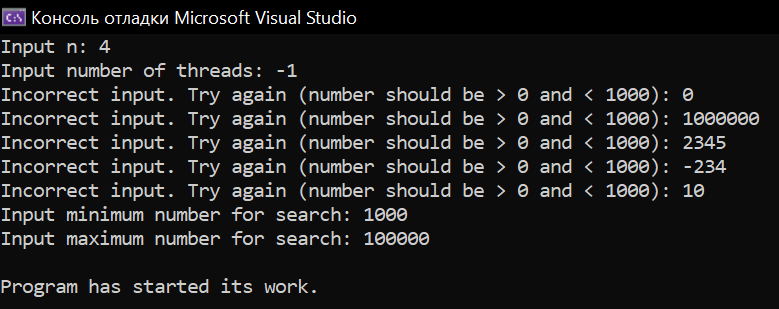 Консоль отладки Microsoft Visual Studio
Input n: 4
Input number of threads: -1
Incorrect input. Try again (number should be > 0 and < 1000): 0
Incorrect input. Try again (number should be > 0 and < 1000): 1000000
Incorrect input. Try again (number should be > 0 and < 1000): 2345
Incorrect input. Try again (number should be > 0 and < 1000): -234
Incorrect input. Try again (number should be > 0 and < 1000): 10
Input minimum number for search: 1000
Input maximum number for search: 100000
Program has started its work.